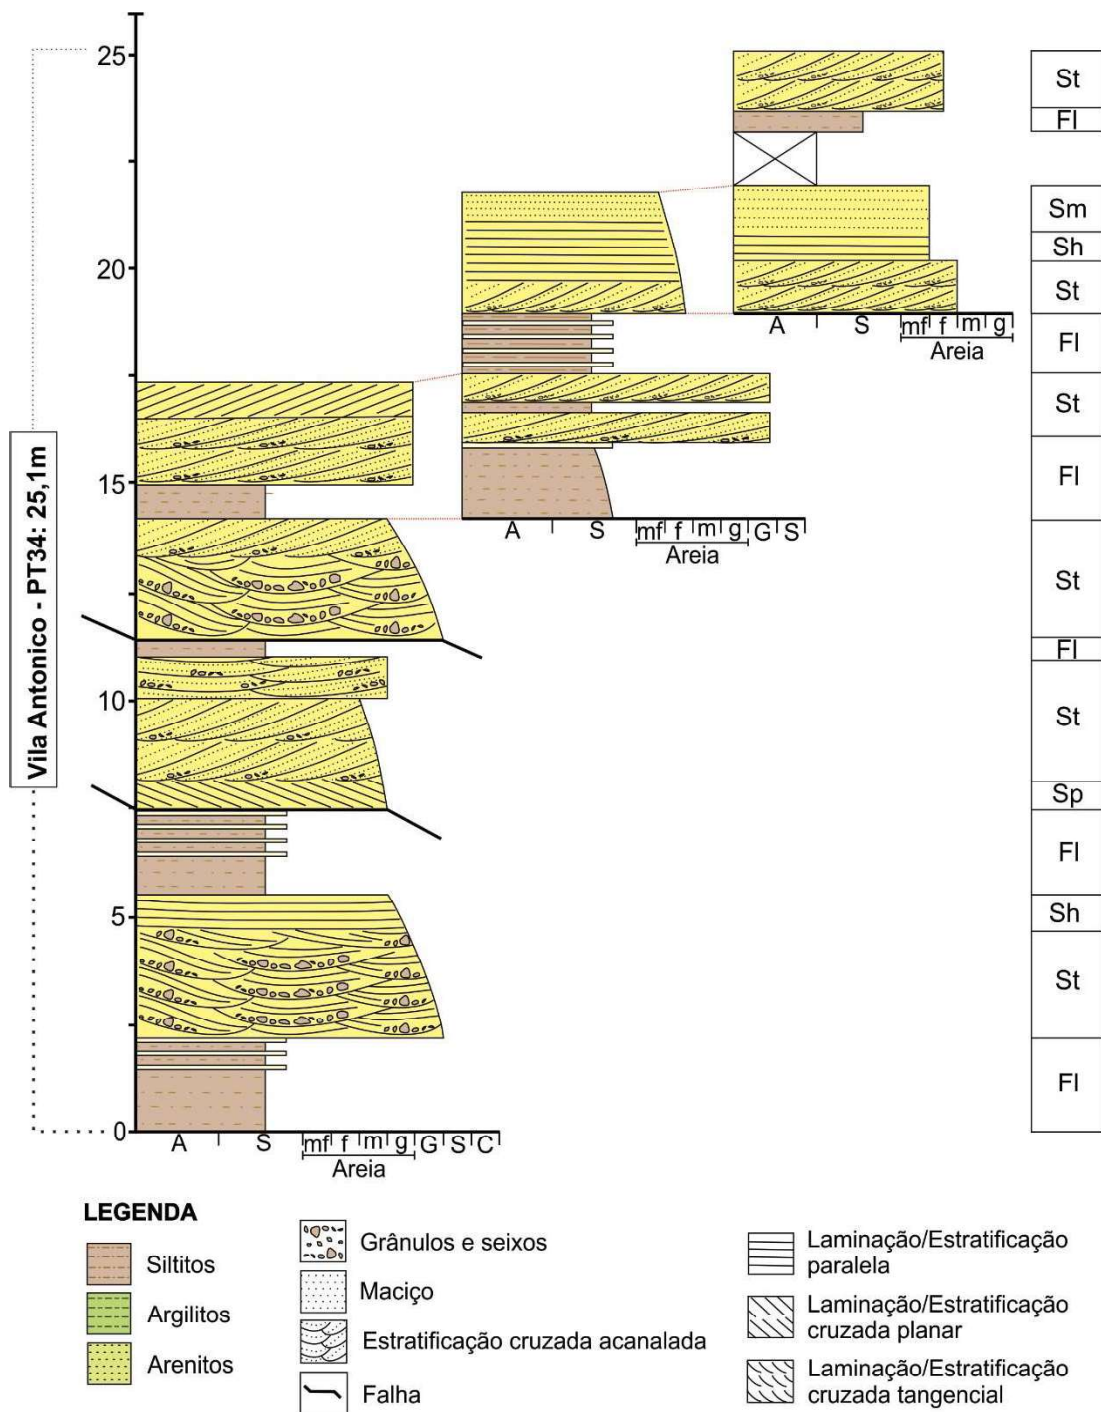 25
20
15
10
5
0
Vila Antonico - PT34: 25,1m
A S mf f m g G S C
Areia
A S mf f m g G S
Areia
A S mf f m g
Areia
St
Fl
Sm
Sh
St
Fl
St
Fl
St
Fl
St
Sp
Fl
Sh
St
Fl
LEGENDA
Siltitos
Argilitos
Arenitos
Grânulos e seixos
Maciço
Estratificação cruzada acanalada
Falha
Laminação/Estratificação
paralela
Laminação/Estratificação
cruzada planar
Laminação/Estratificação
cruzada tangencial